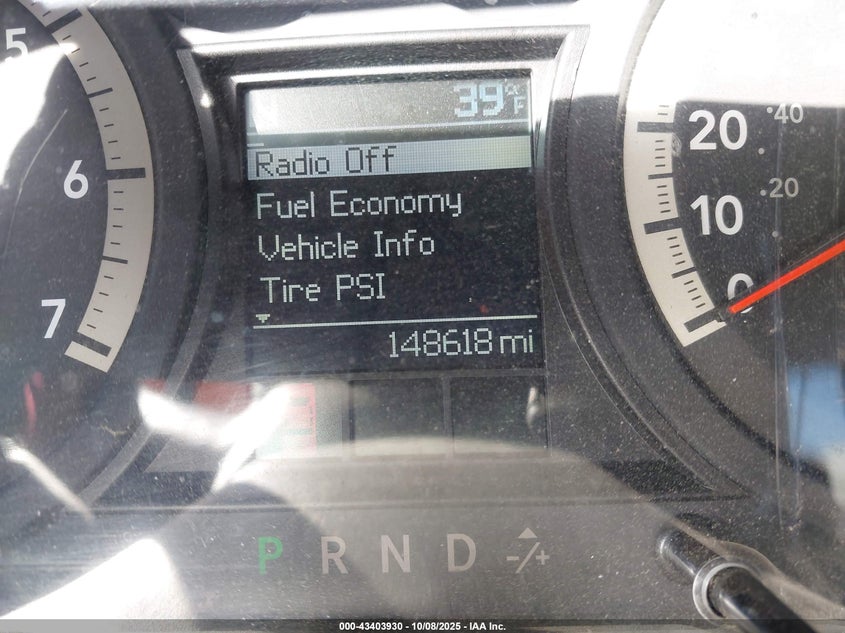 39°F
Radio Off
Fuel Economy
Vehicle Info
Tire PSI
148618 mi
5
6
7
20
10
0
40
20
P R N D -/+
000-43403930 - 10/08/2025 - IAA Inc.